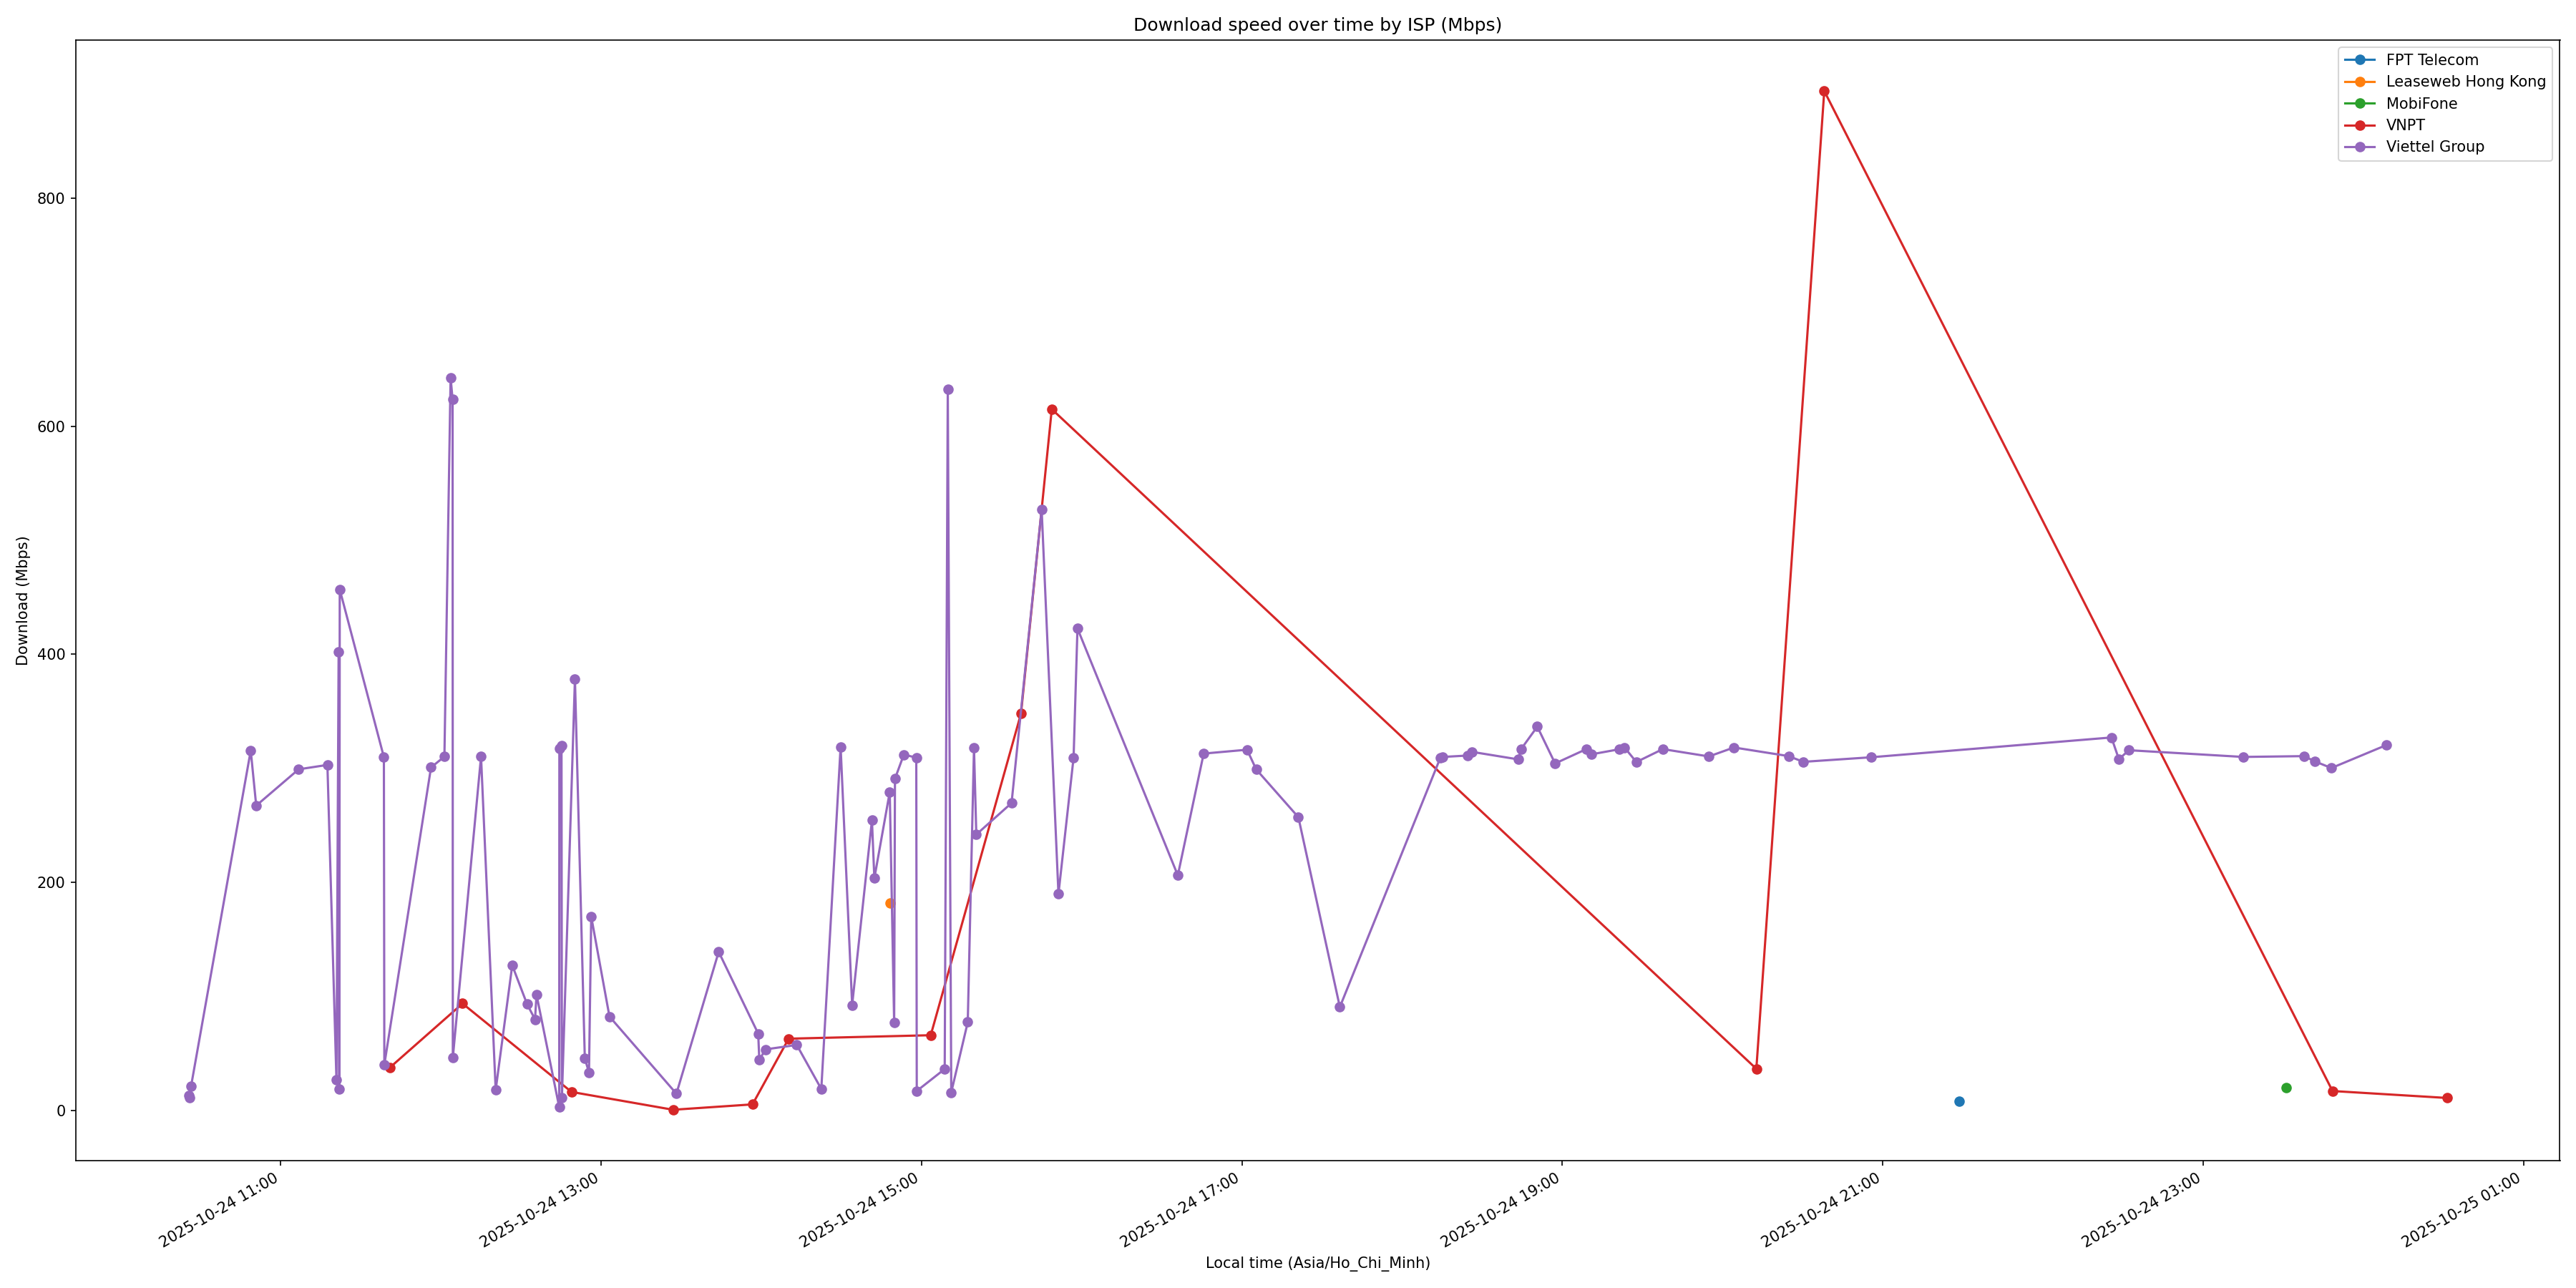 Download speed over time by ISP (Mbps)
FPT Telecom
Leaseweb Hong Kong
MobiFone
VNPT
Viettel Group
Download (Mbps)
800
600
400
200
0
2025-10-24 11:00
2025-10-24 13:00
2025-10-24 15:00
2025-10-24 17:00
2025-10-24 19:00
2025-10-24 21:00
2025-10-24 23:00
2025-10-25 01:00
Local time (Asia/Ho_Chi_Minh)